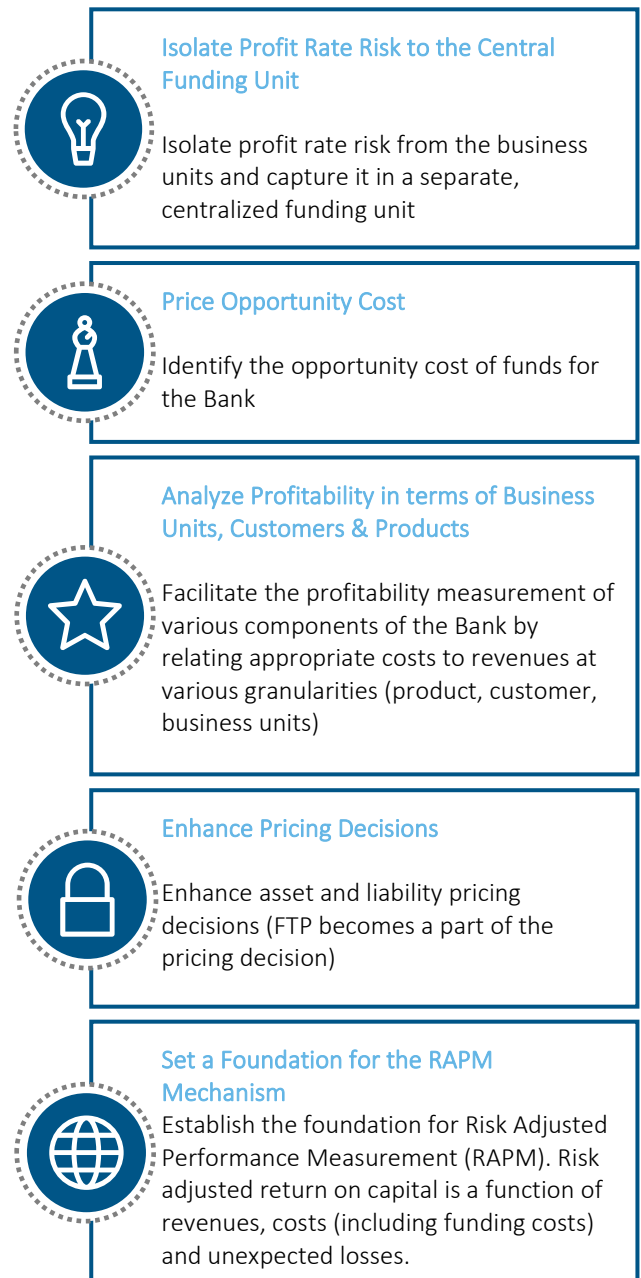 Isolate Profit Rate Risk to the Central
Funding Unit
Isolate profit rate risk from the business
units and capture it in a separate,
centralized funding unit
Price Opportunity Cost
Identify the opportunity cost of funds for
the Bank
Analyze Profitability in terms of Business
Units, Customers & Products
Facilitate the profitability measurement of
various components of the Bank by
relating appropriate costs to revenues at
various granularities (product, customer,
business units)
Enhance Pricing Decisions
Enhance asset and liability pricing
decisions (FTP becomes a part of the
pricing decision)
Set a Foundation for the RAPM
Mechanism
Establish the foundation for Risk Adjusted
Performance Measurement (RAPM). Risk
adjusted return on capital is a function of
revenues, costs (including funding costs)
and unexpected losses.